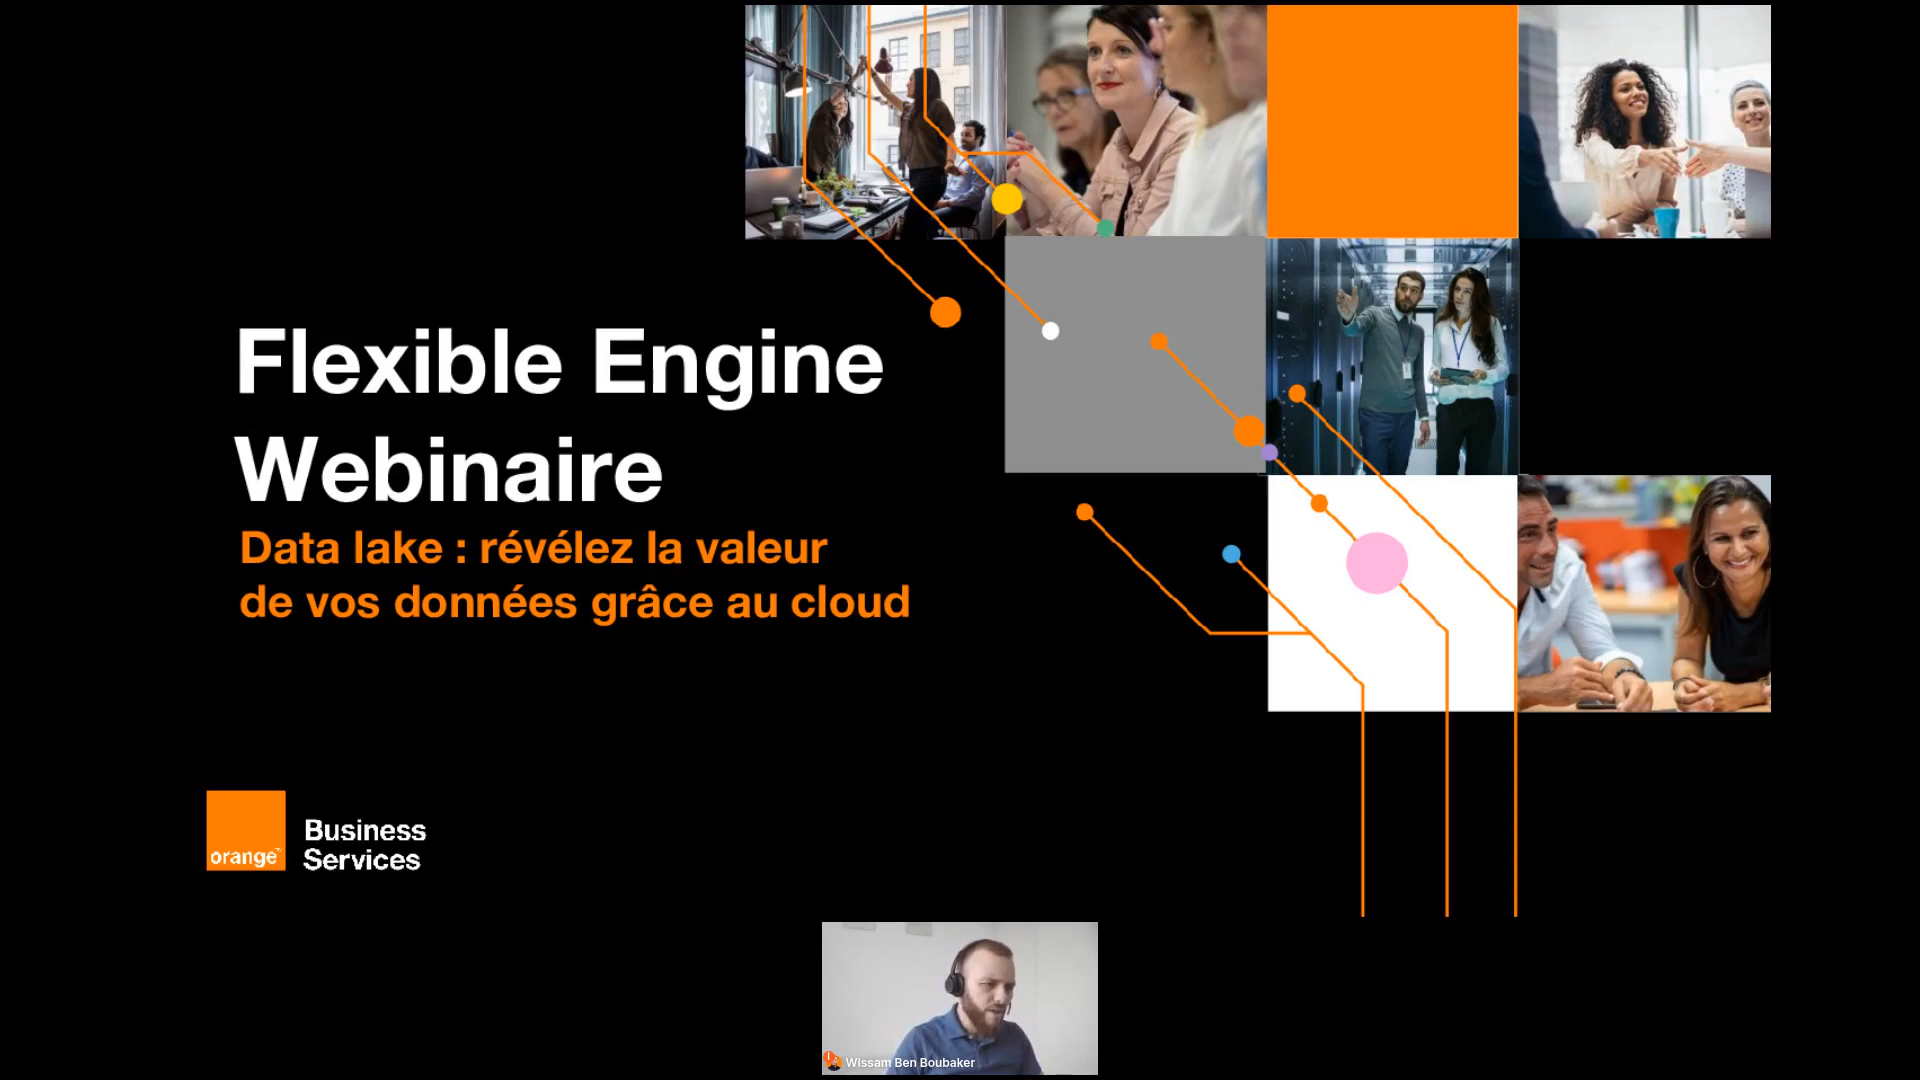 Flexible Engine
Webinaire
Data lake : révélez la valeur
de vos données grâce au cloud
orange™
Business
Services
Wissam Ben Boubaker